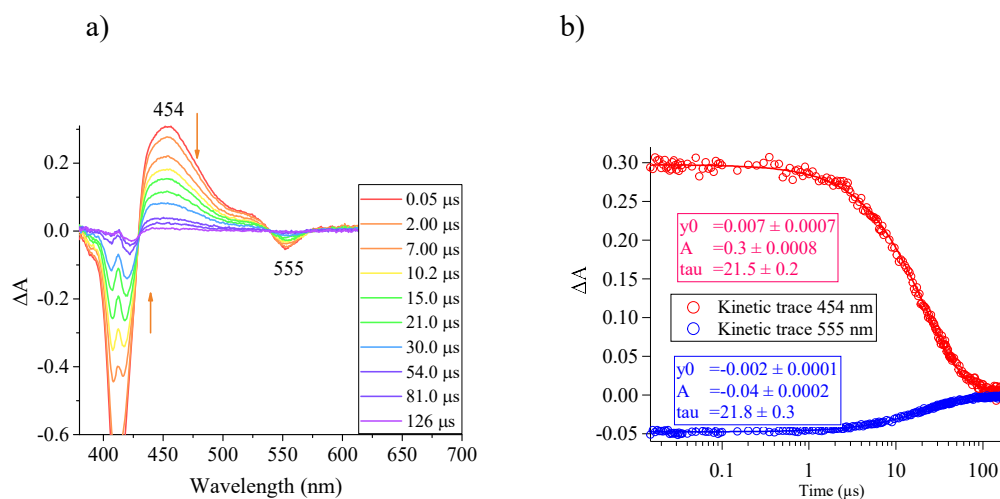 a)
454
555
0.2
0.0
-0.2
-0.4
-0.6
ΔA
400 450 500 550 600 650 700
Wavelength (nm)
0.05 µs
2.00 µs
7.00 µs
10.2 µs
15.0 µs
21.0 µs
30.0 µs
54.0 µs
81.0 µs
126 µs
b)
0.30
0.25
0.20
0.15
0.10
0.05
0.00
-0.05
ΔA
y0 =0.007 ± 0.0007
A =0.3 ± 0.0008
tau =21.5 ± 0.2
Kinetic trace 454 nm
Kinetic trace 555 nm
y0 =-0.002 ± 0.0001
A =-0.04 ± 0.0002
tau =21.8 ± 0.3
0.1 1 10 100
Time (µs)